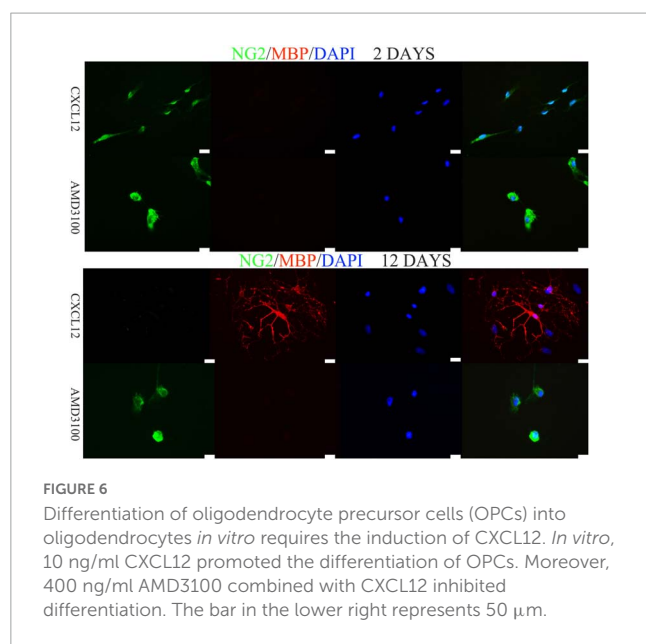 NG2/MBP/DAPI 2 DAYS
CXCL12
AMD3100
NG2/MBP/DAPI 12 DAYS
CXCL12
AMD3100
FIGURE 6
Differentiation of oligodendrocyte precursor cells (OPCs) into
oligodendrocytes in vitro requires the induction of CXCL12. In vitro,
10 ng/ml CXCL12 promoted the differentiation of OPCs. Moreover,
400 ng/ml AMD3100 combined with CXCL12 inhibited
differentiation. The bar in the lower right represents 50 μm.